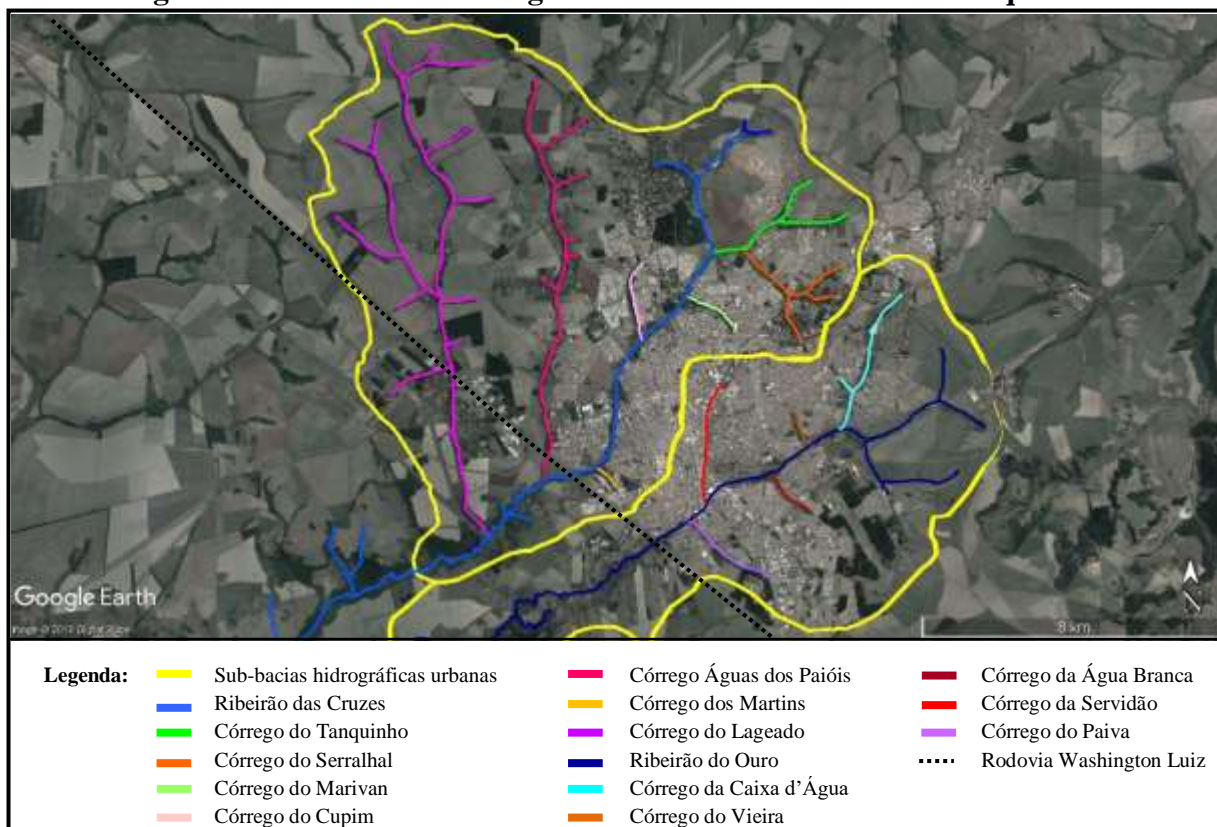 Google Earth
8 km
Legenda:
Sub-bacias hidrográficas urbanas
Ribeirão das Cruzes
Córrego do Tanquinho
Córrego do Serralhal
Córrego do Marivan
Córrego do Cupim
Córrego Águas dos Paióis
Córrego dos Martins
Córrego do Lageado
Ribeirão do Ouro
Córrego da Caixa d’Água
Córrego do Vieira
Córrego da Água Branca
Córrego da Servidão
Córrego do Paiva
Rodovia Washington Luiz